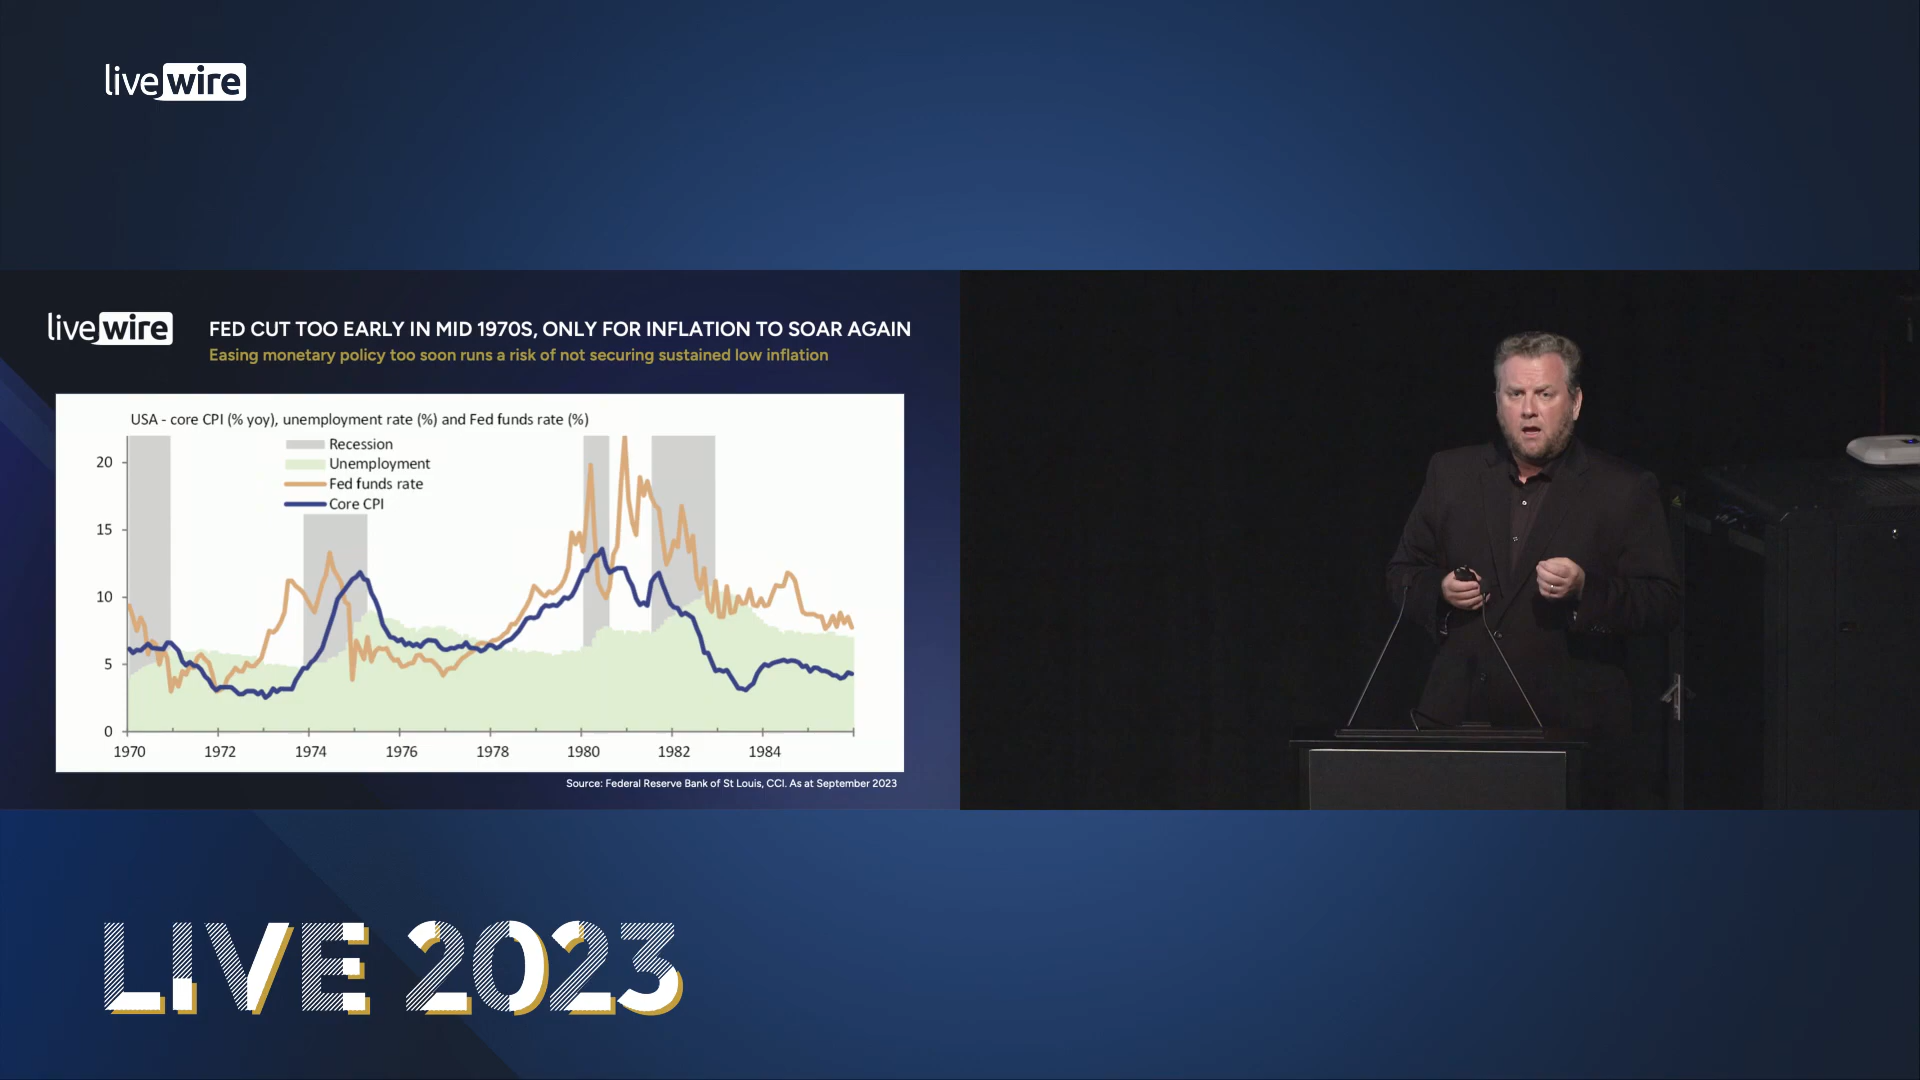 livewire
livewire
FED CUT TOO EARLY IN MID 1970S, ONLY FOR INFLATION TO SOAR AGAIN
Easing monetary policy too soon runs a risk of not securing sustained low inflation
USA - core CPI (% yoy), unemployment rate (%) and Fed funds rate (%)
Recession
Unemployment
Fed funds rate
Core CPI
20
15
10
5
0
1970 1972 1974 1976 1978 1980 1982 1984
Source: Federal Reserve Bank of St Louis, CCI. As at September 2023
LIVE 2023